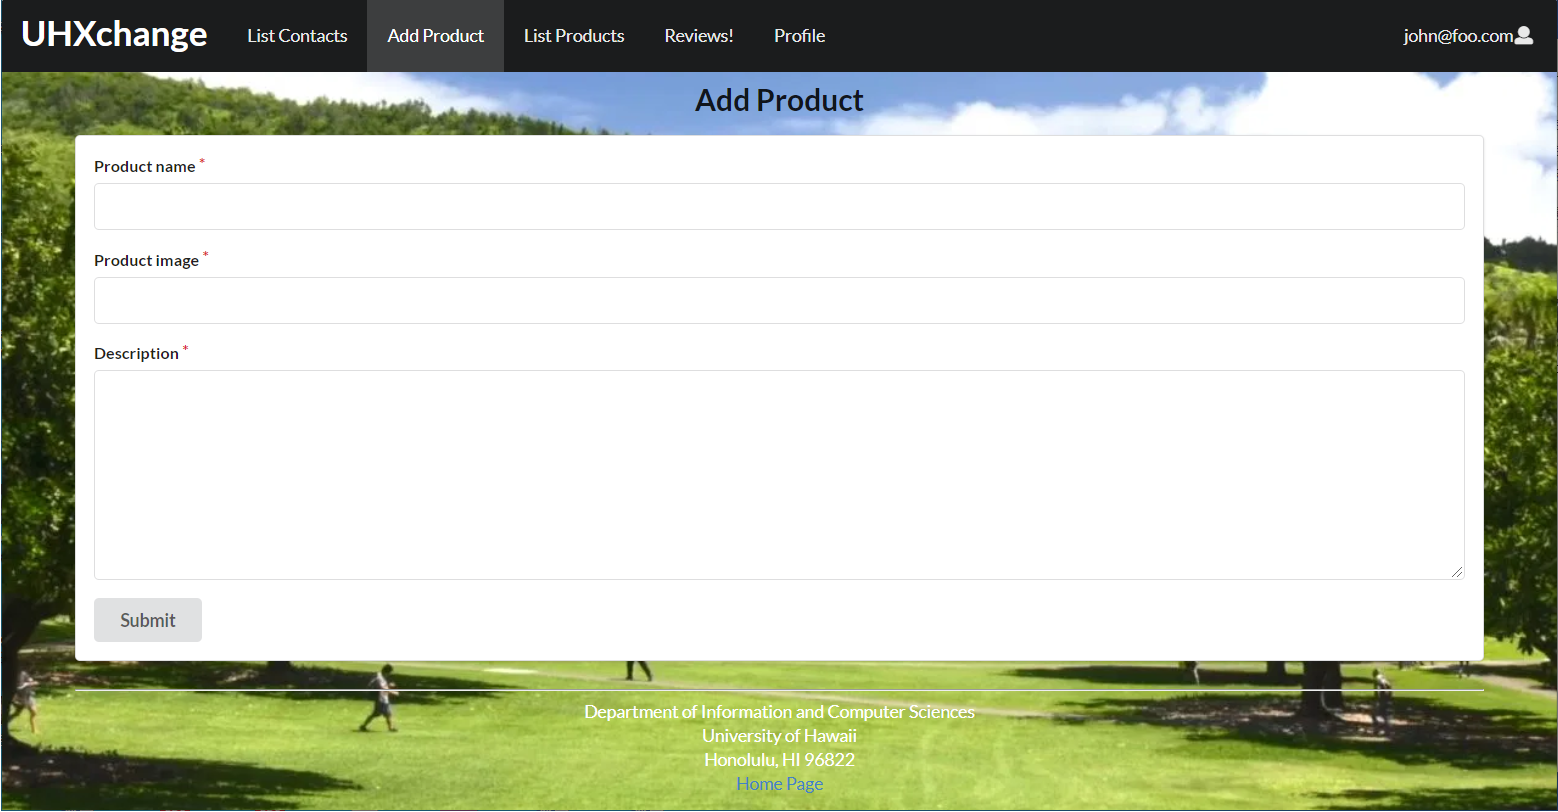 UHXchange List Contacts Add Product List Products Reviews! Profile john@foo.com
Add Product
Product name *
Product image *
Description *
Submit
Department of Information and Computer Sciences
University of Hawaii
Honolulu, HI 96822
Home Page